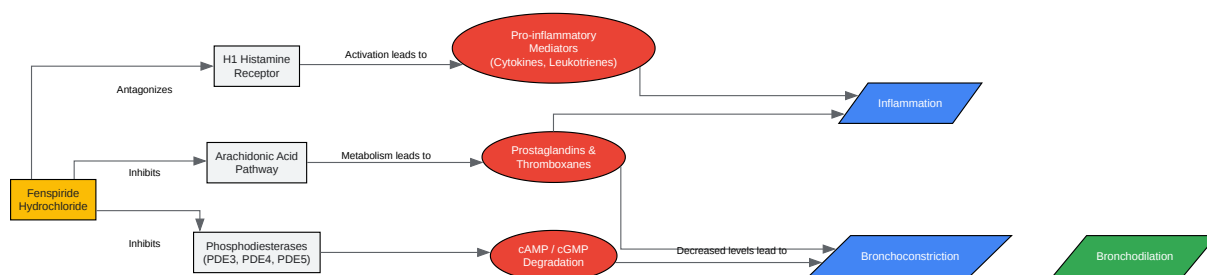 Pro-inflammatory
Mediators
(Cytokines, Leukotrienes)
H1 Histamine
Receptor
Activation leads to
Antagonizes
Inflammation
Arachidonic Acid
Pathway
Metabolism leads to
Prostaglandins &
Thromboxanes
Inhibits
Fenspiride
Hydrochloride
Inhibits
Phosphodiesterases
(PDE3, PDE4, PDE5)
cAMP / cGMP
Degradation
Decreased levels lead to
Bronchoconstriction
Bronchodilation